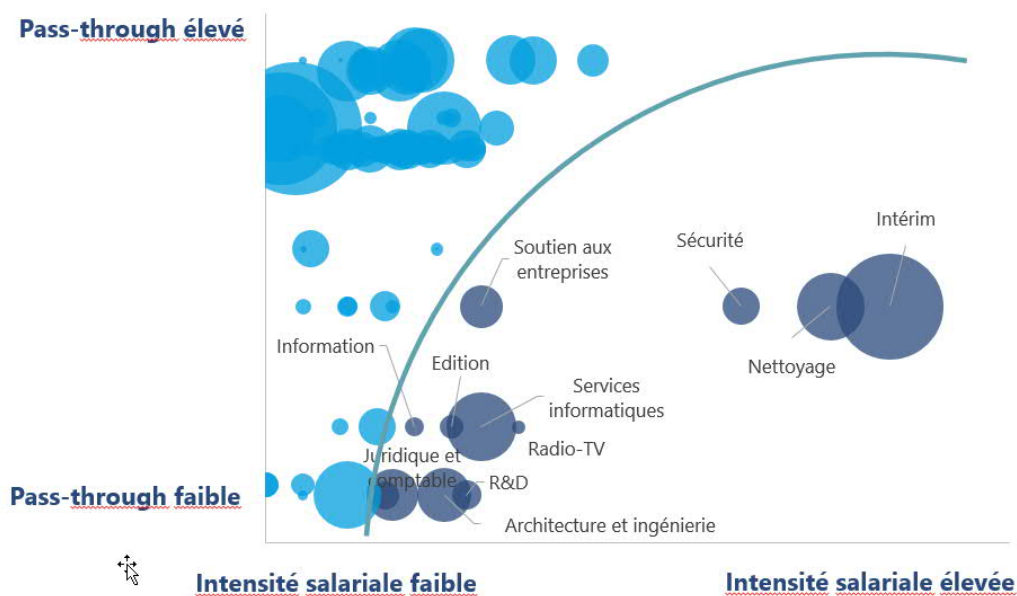 Pass-through élevé
Intérim
Sécurité
Soutien aux
entreprises
Information
Edition
Nettoyage
Services
informatiques
Radio-TV
Juridique et
comptable
R&D
Pass-through faible
Architecture et ingénierie
Intensité salariale faible
Intensité salariale élevée